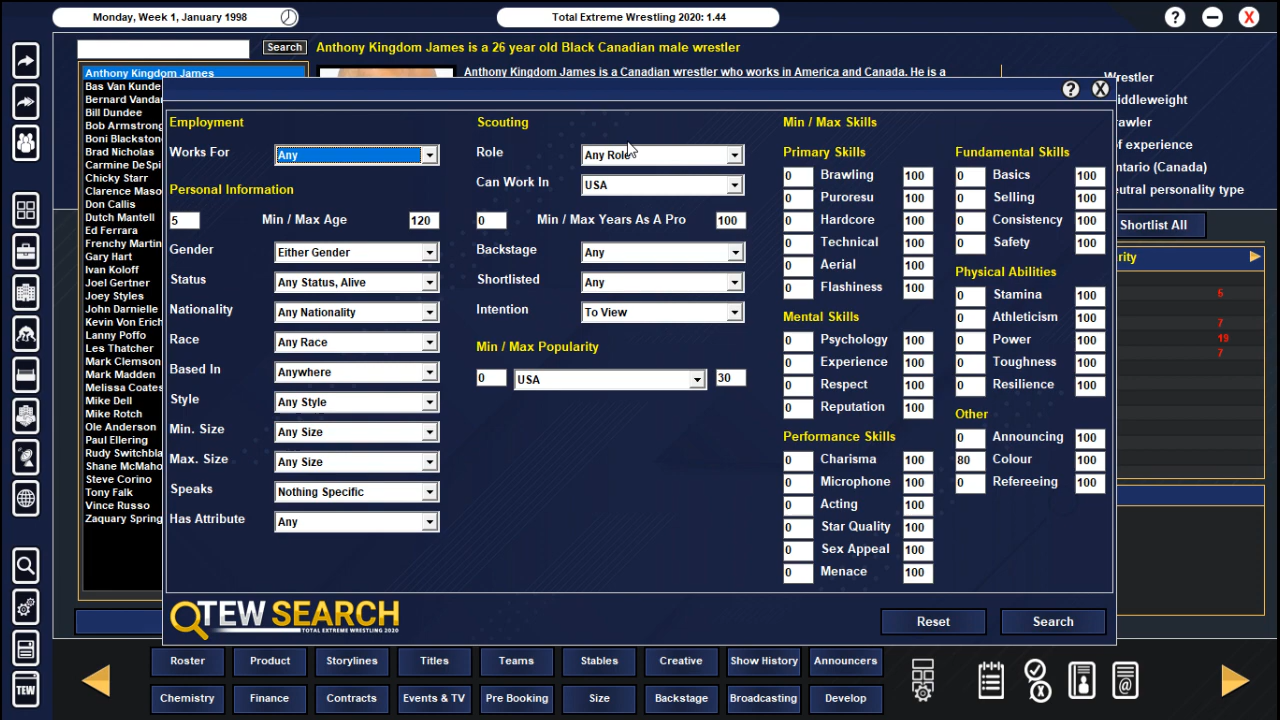 Monday, Week 1, January 1998
Total Extreme Wrestling 2020: 1.44
? X
Search
Anthony Kingdom James is a 26 year old Black Canadian male wrestler
Anthony Kingdom James is a Canadian wrestler who works in America and Canada. He is a
Anthony Kingdom James
Bas Van Kunde
Bernard Vanda
Bill Dundee
Bob Armstrong
Boni Blackston
Brad Nicholas
Carmine DeSpi
Chicky Starr
Clarence Maso
Don Callis
Dutch Mantell
Ed Ferrara
Frenchy Martin
Gary Hart
Ivan Koloff
Joel Gertner
Joey Styles
John Darnielle
Kevin Von Erich
Lanny Poffo
Les Thatcher
Mark Clemson
Mark Madden
Melissa Coates
Mike Dell
Mike Rotch
Ole Anderson
Paul Ellering
Rudy Switchbla
Shane McMaho
Steve Corino
Tony Falk
Vince Russo
Zaquary Spring
Wrestler
iddleweight
rawler
of experience
ntario (Canada)
eutral personality type
Shortlist All
rity
5
7
19
7
? X
Employment
Works For Any
Personal Information
5 Min / Max Age 120
Gender Either Gender
Status Any Status, Alive
Nationality Any Nationality
Race Any Race
Based In Anywhere
Style Any Style
Min. Size Any Size
Max. Size Any Size
Speaks Nothing Specific
Has Attribute Any
Scouting
Role Any Role
Can Work In USA
0 Min / Max Years As A Pro 100
Backstage Any
Shortlisted Any
Intention To View
Min / Max Popularity
0 USA 30
Min / Max Skills
Primary Skills
0 Brawling 100
0 Puroresu 100
0 Hardcore 100
0 Technical 100
0 Aerial 100
0 Flashiness 100
Mental Skills
0 Psychology 100
0 Experience 100
0 Respect 100
0 Reputation 100
Performance Skills
0 Charisma 100
0 Microphone 100
0 Acting 100
0 Star Quality 100
0 Sex Appeal 100
0 Menace 100
Fundamental Skills
0 Basics 100
0 Selling 100
0 Consistency 100
0 Safety 100
Physical Abilities
0 Stamina 100
0 Athleticism 100
0 Power 100
0 Toughness 100
0 Resilience 100
Other
0 Announcing 100
80 Colour 100
0 Refereeing 100
TEW SEARCH
TOTAL EXTREME WRESTLING 2020
Reset Search
TEW
Roster Product Storylines Titles Teams Stables Creative Show History Announcers
Chemistry Finance Contracts Events & TV Pre Booking Size Backstage Broadcasting Develop